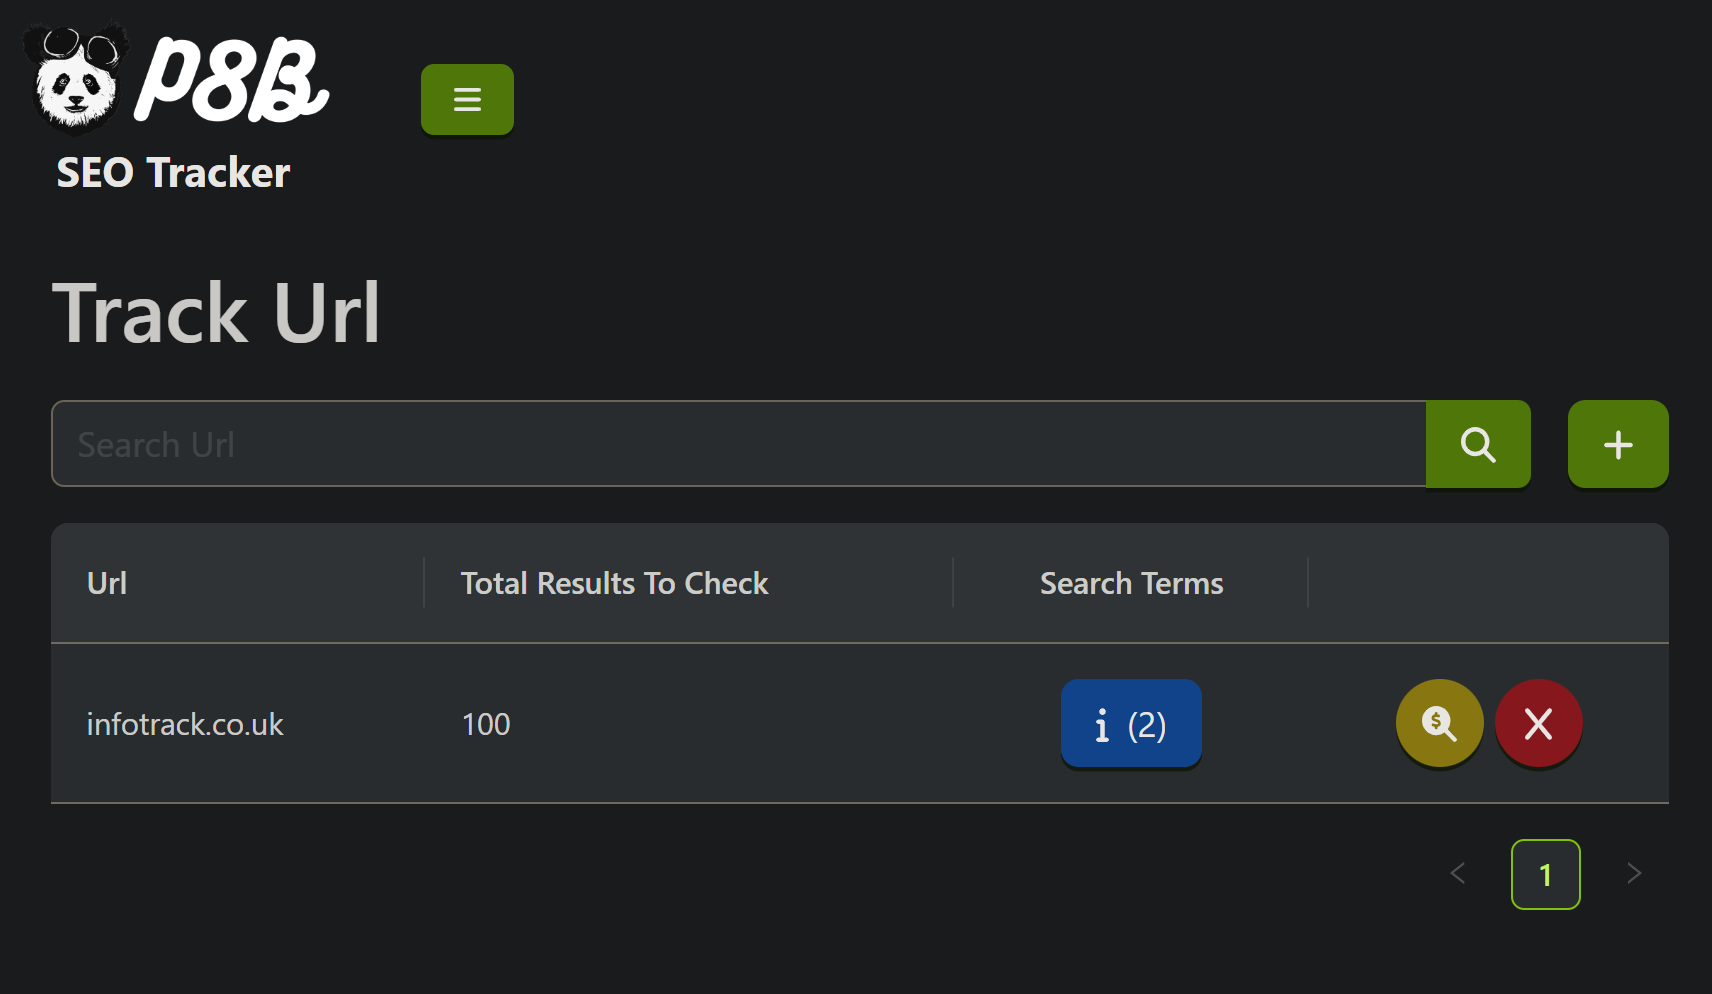 P8B
SEO Tracker
Track Url
Search Url
Url Total Results To Check Search Terms
infotrack.co.uk 100 i (2)
1